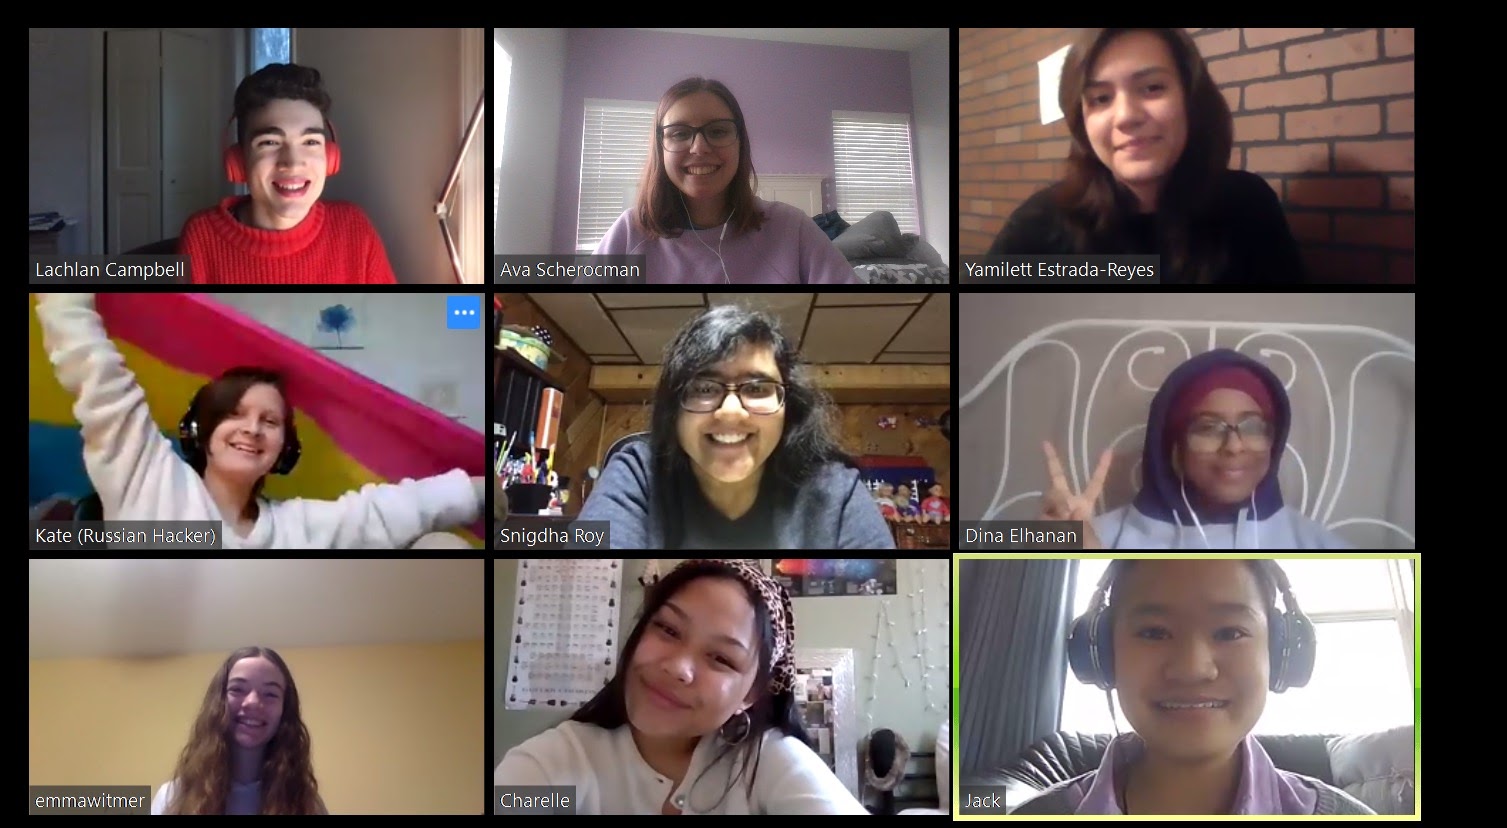 Lachlan Campbell
Ava Scherocman
Yamilett Estrada-Reyes
Kate (Russian Hacker)
Snigdha Roy
Dina Elhanan
emmawitmer
Charelle
Jack